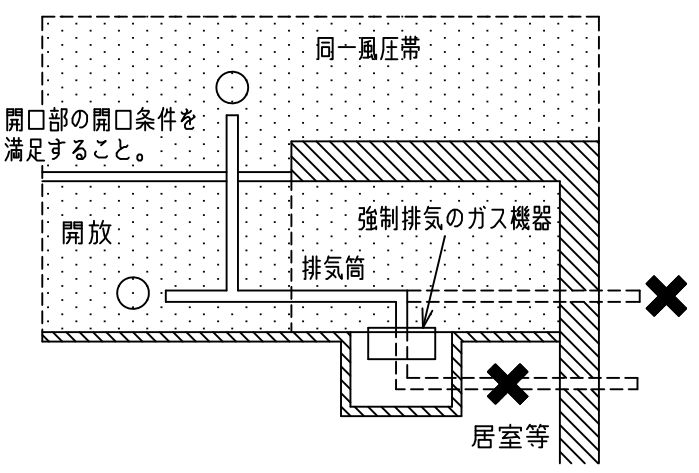 同一風圧帯
開口部の開口条件を
満足すること。
開放
強制排気のガス機器
排気筒
居室等